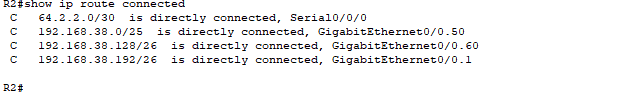 R2#show ip route connected
C 64.2.2.0/30 is directly connected, Serial0/0/0
C 192.168.38.0/25 is directly connected, GigabitEthernet0/0.50
C 192.168.38.128/26 is directly connected, GigabitEthernet0/0.60
C 192.168.38.192/26 is directly connected, GigabitEthernet0/0.1
R2#